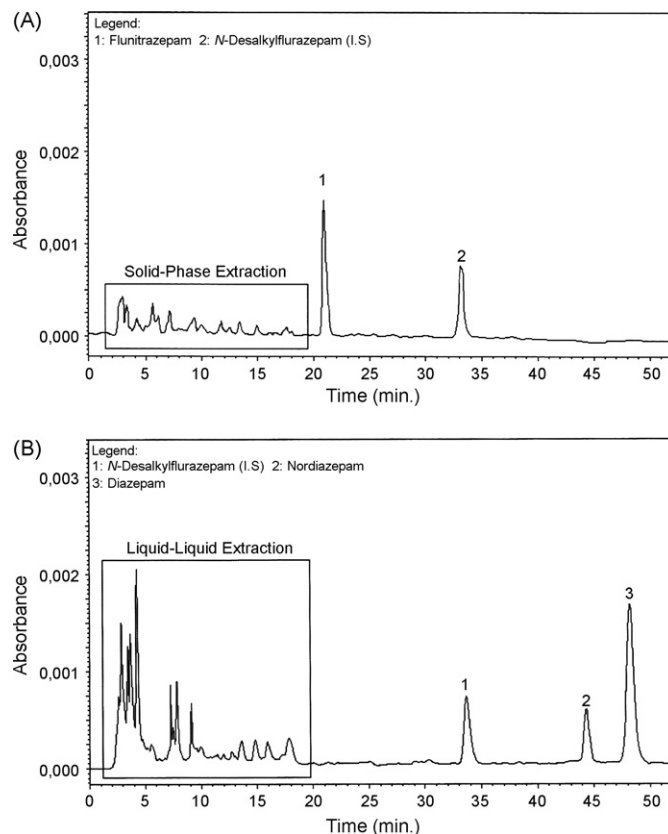 (A)
Legend:
1: Flunitrazepam 2: N-Desalkylflurazepam (I.S)
0,003
0,002
0,001
0,000
Absorbance
Solid-Phase Extraction
1
2
0 5 10 15 20 25 30 35 40 45 50
Time (min.)
(B)
Legend:
1: N-Desalkylflurazepam (I.S) 2: Nordiazepam
3: Diazepam
0,003
0,002
0,001
0,000
Absorbance
Liquid-Liquid Extraction
1
2
3
0 5 10 15 20 25 30 35 40 45 50
Time (min.)